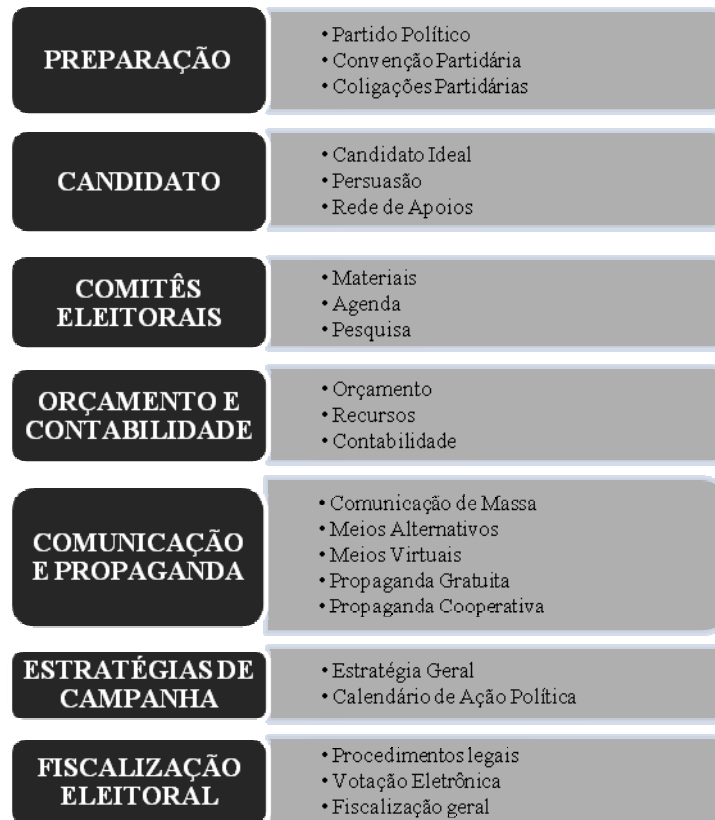 PREPARAÇÃO
• Partido Político
• Convenção Partidária
• Coligações Partidárias
CANDIDATO
• Candidato Ideal
• Persuasão
• Rede de Apoios
COMITÊS
ELEITORAIS
• Materiais
• Agenda
• Pesquisa
ORÇAMENTO E
CONTABILIDADE
• Orçamento
• Recursos
• Contabilidade
COMUNICAÇÃO
E PROPAGANDA
• Comunicação de Massa
• Meios Alternativos
• Meios Virtuais
• Propaganda Gratuita
• Propaganda Cooperativa
ESTRATÉGIAS DE
CAMPANHA
• Estratégia Geral
• Calendário de Ação Política
FISCALIZAÇÃO
ELEITORAL
• Procedimentos legais
• Votação Eletrônica
• Fiscalização geral